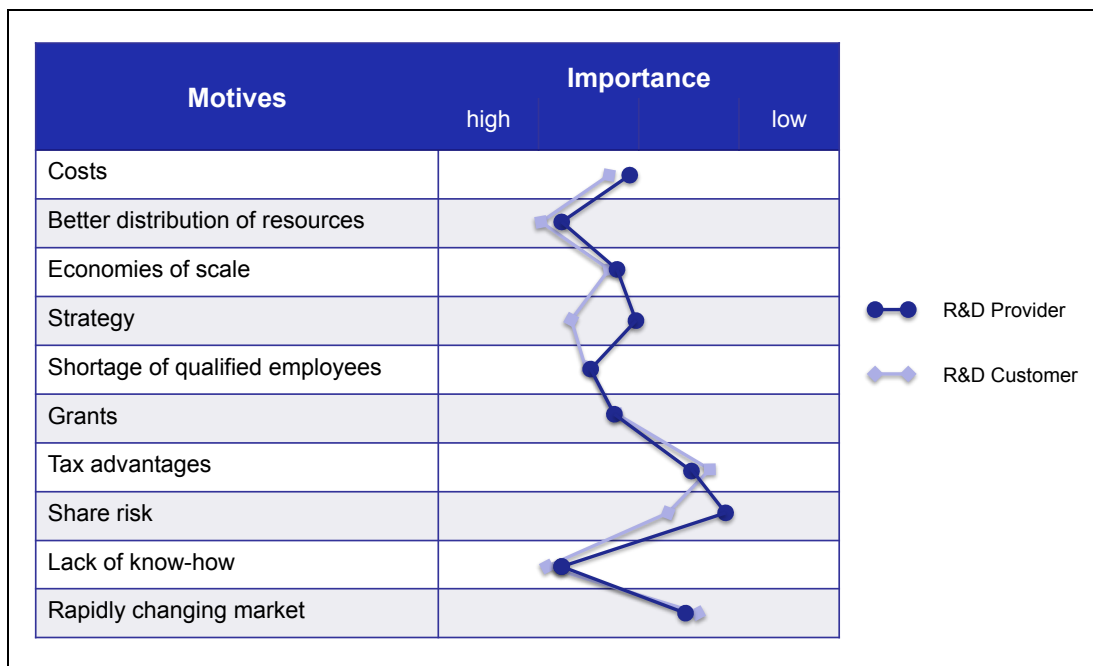 Motives
Importance
high
low
Costs
Better distribution of resources
Economies of scale
Strategy
Shortage of qualified employees
Grants
Tax advantages
Share risk
Lack of know-how
Rapidly changing market
R&D Provider
R&D Customer